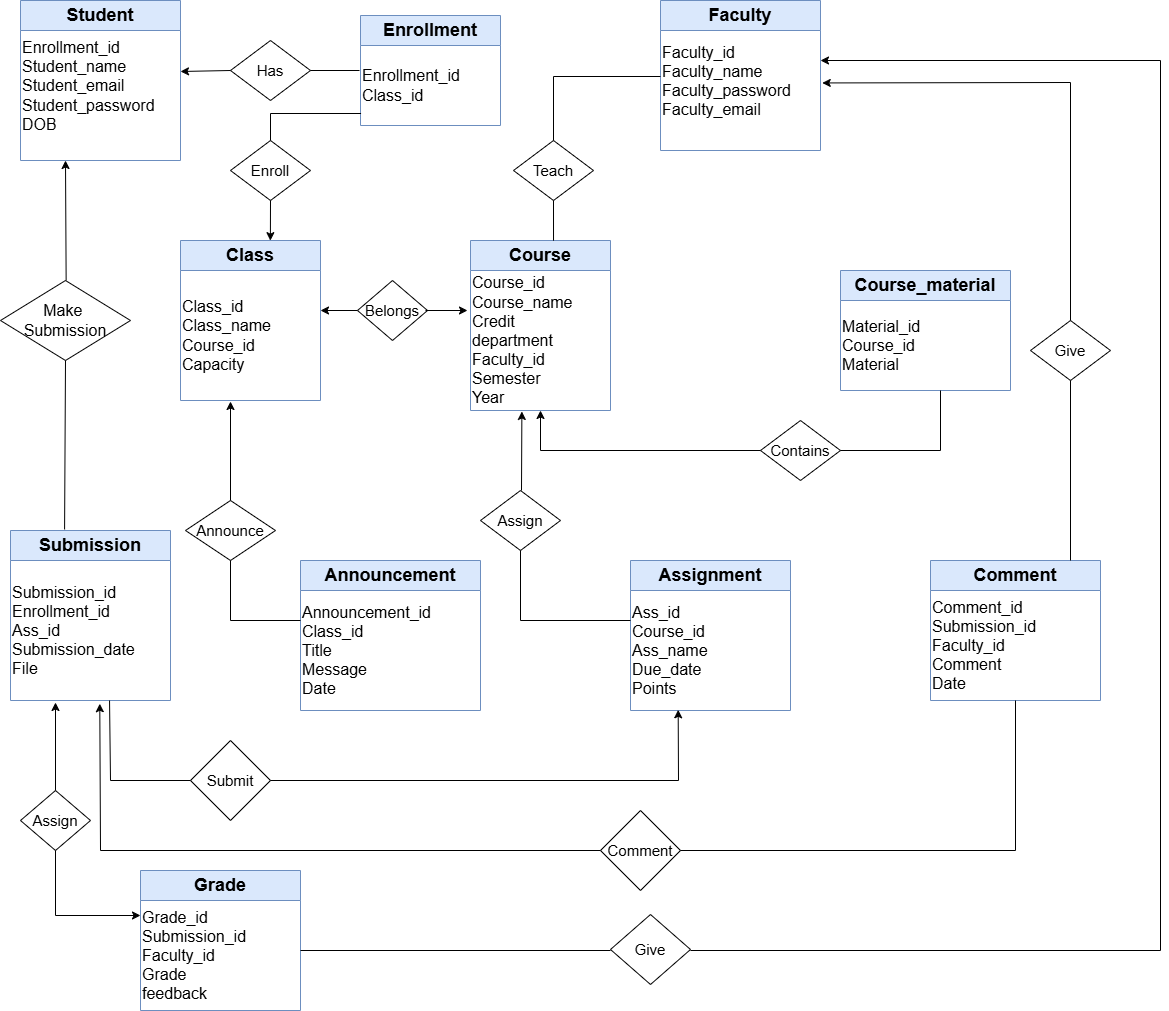 Student
Enrollment_id
Student_name
Student_email
Student_password
DOB
Has
Enrollment
Enrollment_id
Class_id
Faculty
Faculty_id
Faculty_name
Faculty_password
Faculty_email
Enroll
Teach
Class
Class_id
Class_name
Course_id
Capacity
Belongs
Course
Course_id
Course_name
Credit
department
Faculty_id
Semester
Year
Course_material
Material_id
Course_id
Material
Make
Submission
Give
Contains
Announce
Assign
Submission
Submission_id
Enrollment_id
Ass_id
Submission_date
File
Announcement
Announcement_id
Class_id
Title
Message
Date
Assignment
Ass_id
Course_id
Ass_name
Due_date
Points
Comment
Comment_id
Submission_id
Faculty_id
Comment
Date
Submit
Assign
Comment
Grade
Grade_id
Submission_id
Faculty_id
Grade
feedback
Give